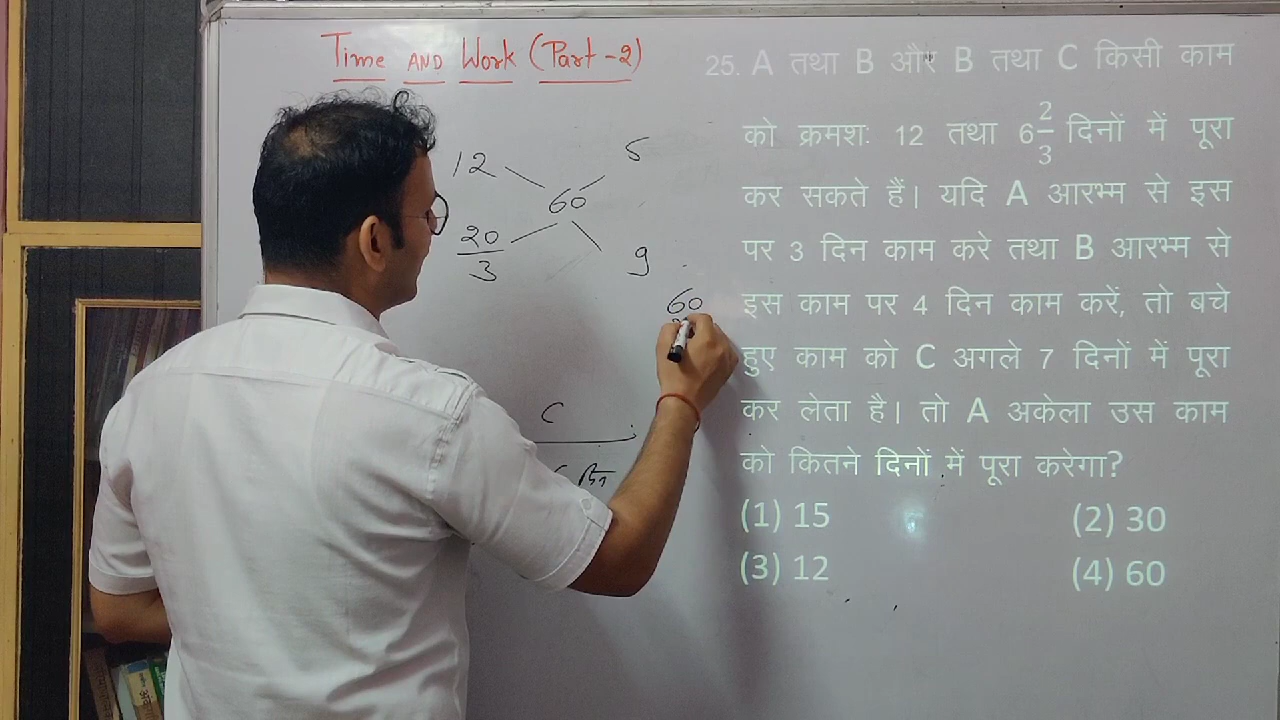 Time AND Work (Part-2)
12
5
60
20/3
9
60
C
25. A तथा B और B तथा C किसी काम
को क्रमशः 12 तथा 6 2/3 दिनों में पूरा
कर सकते हैं। यदि A आरभ्म से इस
पर 3 दिन काम करे तथा B आरभ्म से
इस काम पर 4 दिन काम करें, तो बचे
हुए काम को C अगले 7 दिनों में पूरा
कर लेता है। तो A अकेला उस काम
को कितने दिनों में पूरा करेगा?
(1) 15 (2) 30
(3) 12 (4) 60